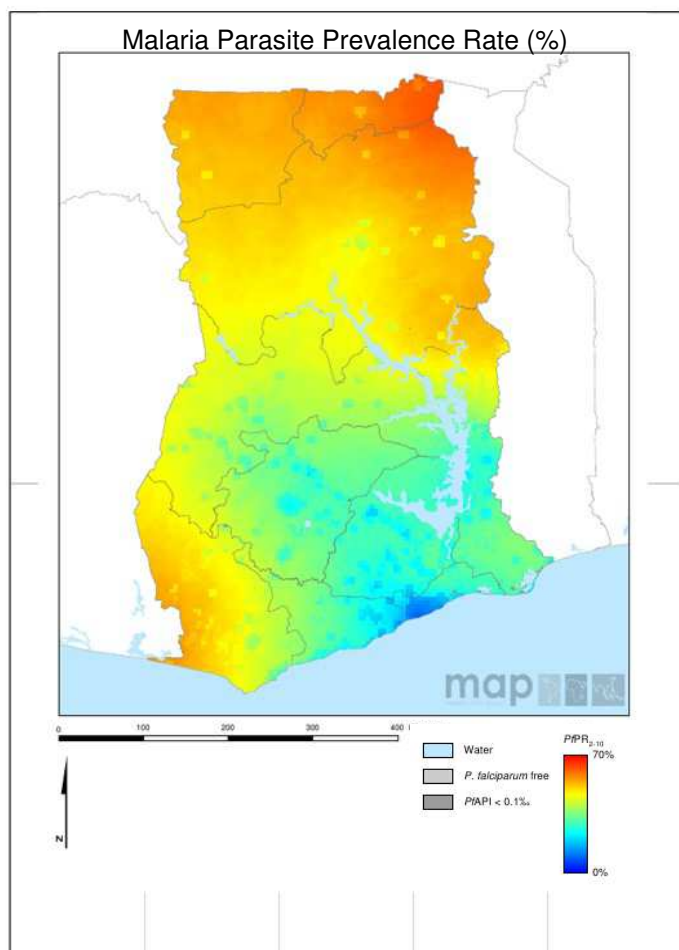 Malaria Parasite Prevalence Rate (%)
map
0 100 200 300 400
Water
P. falciparum free
PfAPI < 0.1‰
PfPR2-10
70%
0%
N